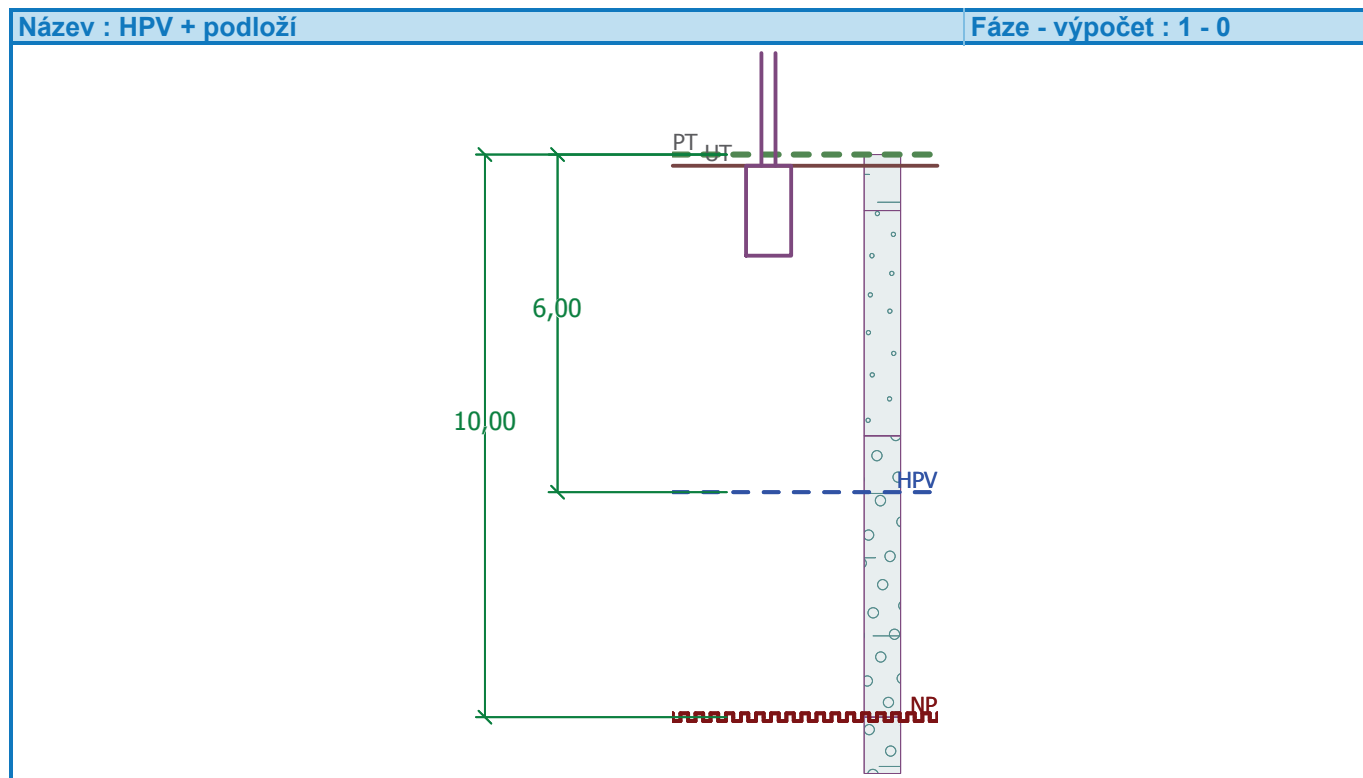 Název : HPV + podloží
Fáze - výpočet : 1 - 0
PT
UT
6,00
10,00
HPV
NP